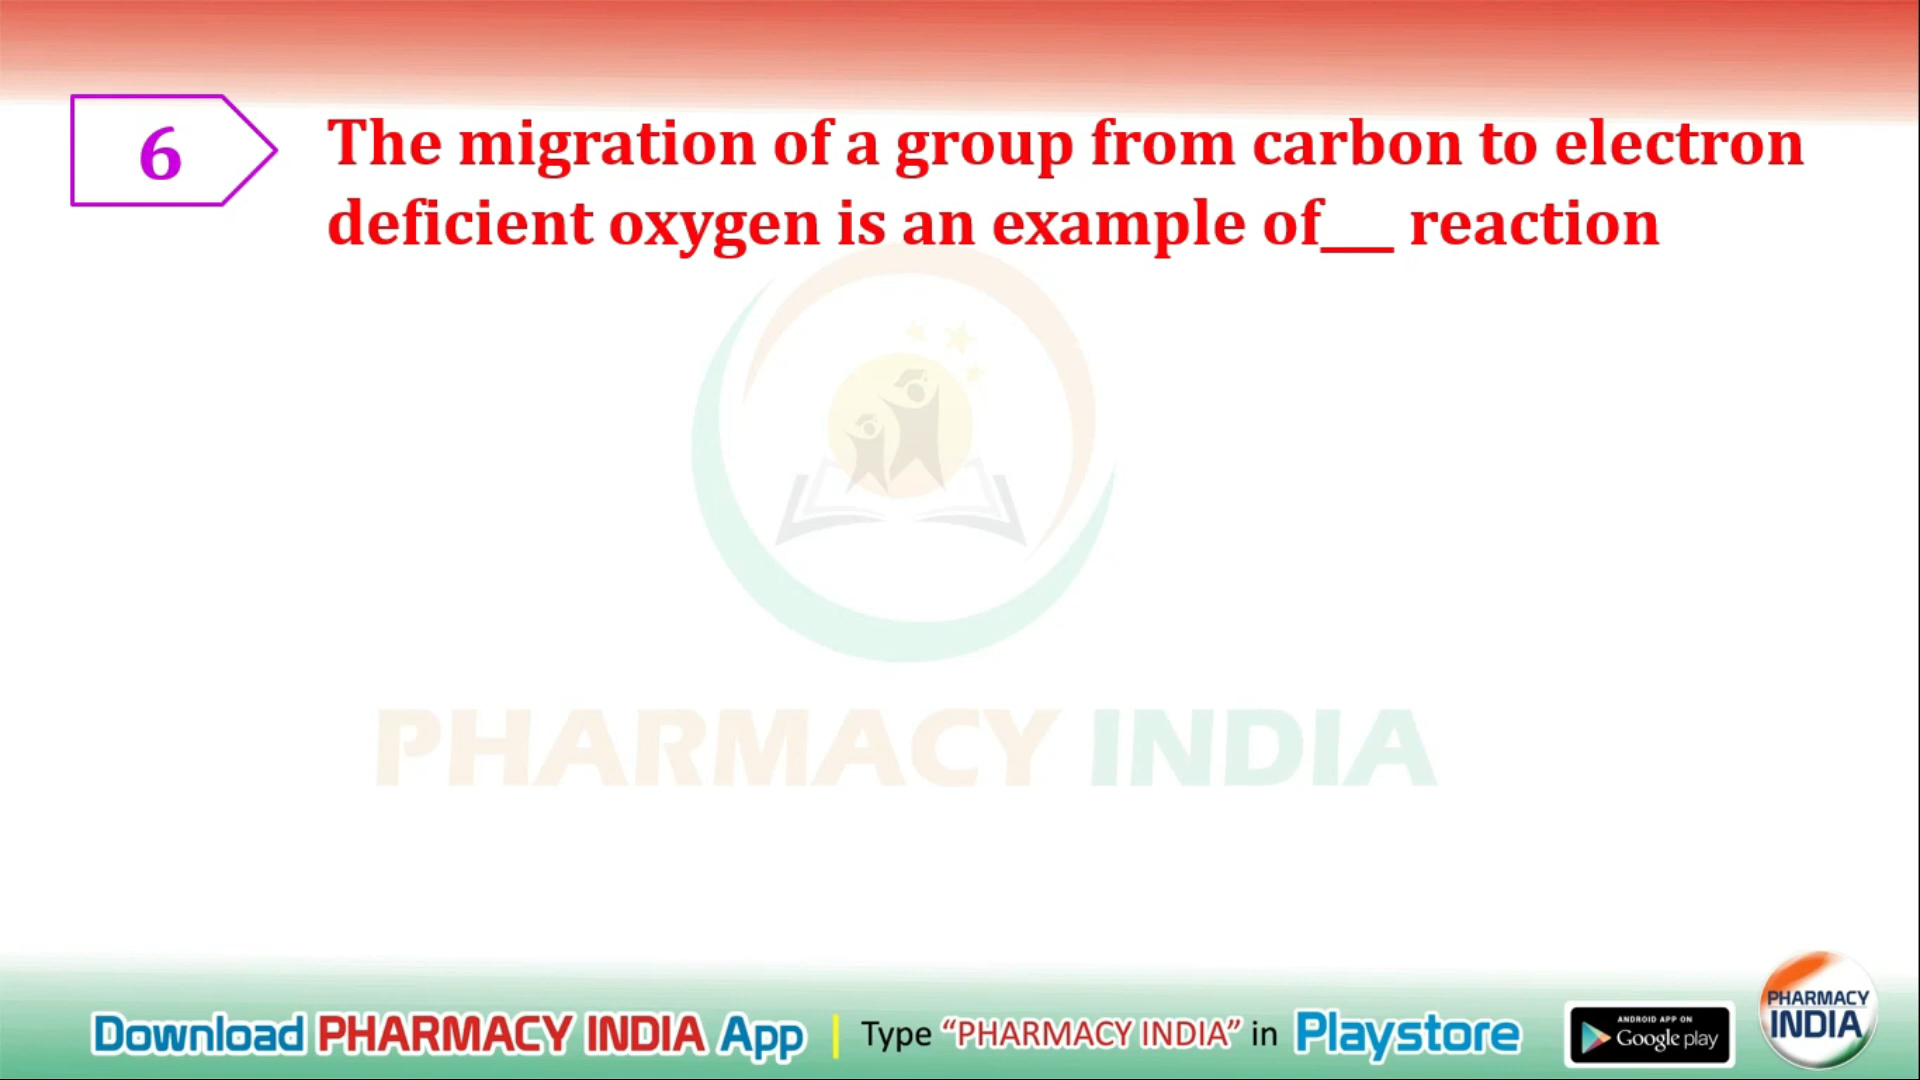 6
The migration of a group from carbon to electron
deficient oxygen is an example of___ reaction
PHARMACY INDIA
Download PHARMACY INDIA App | Type “PHARMACY INDIA” in Playstore
ANDROID APP ON
Google play
PHARMACY
INDIA